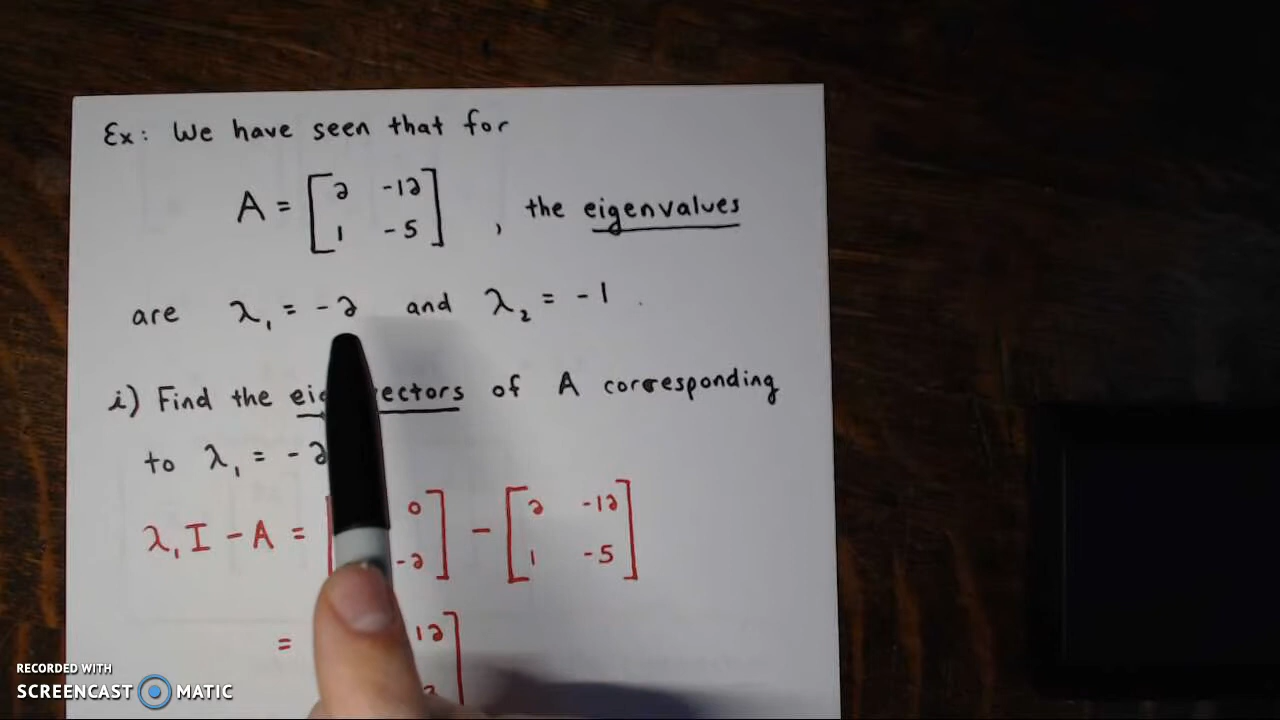 Ex: We have seen that for
A = [2 -12
1 -5] , the eigenvalues
are λ₁ = -2 and λ₂ = -1 .
i) Find the of A corresponding
to λ₁ = -2
λ₁I - A = [ 0
-2] - [2 -12
1 -5]
= 12]
RECORDED WITH
SCREENCAST MATIC